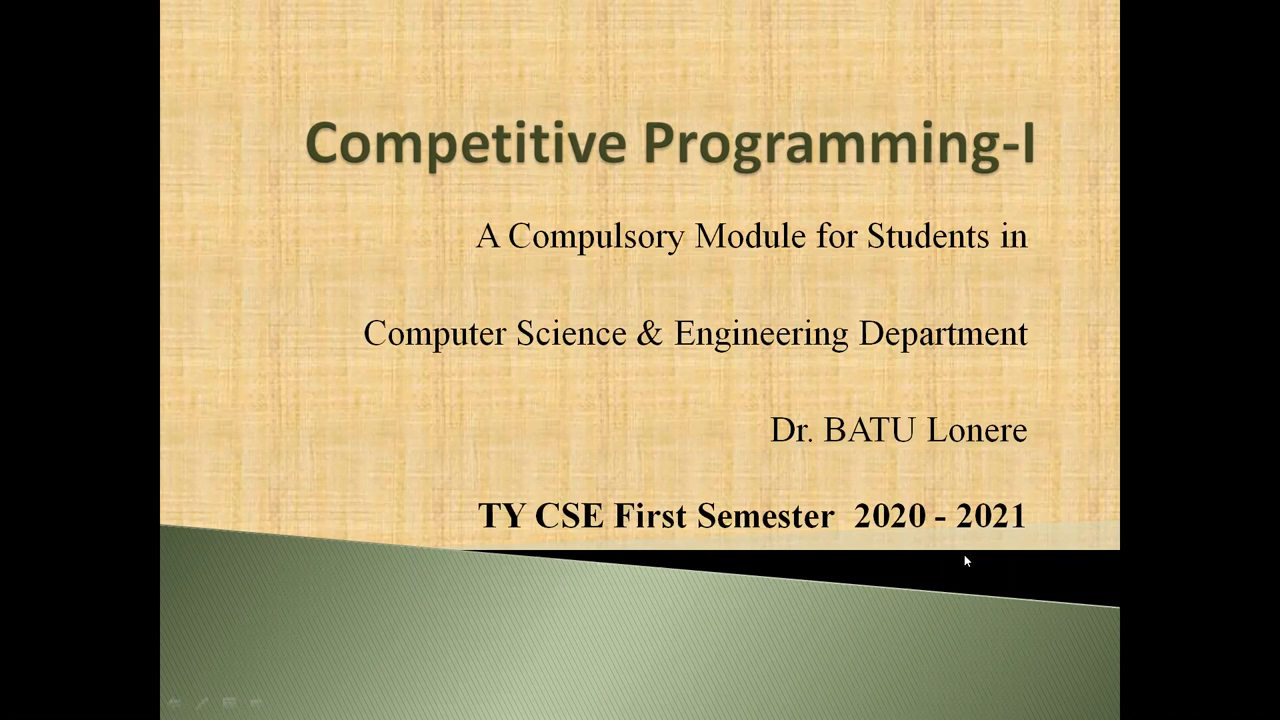 Competitive Programming-I
A Compulsory Module for Students in
Computer Science & Engineering Department
Dr. BATU Lonere
TY CSE First Semester 2020 - 2021